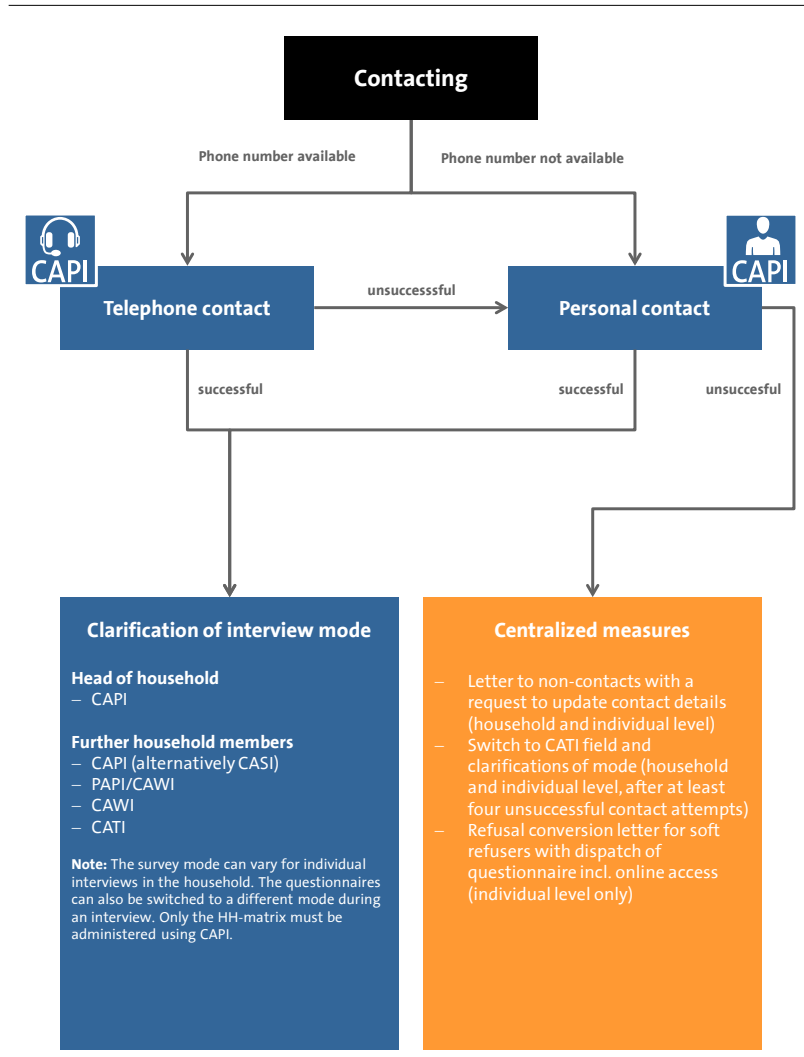 Contacting
Phone number available
Phone number not available
CAPI
CAPI
Telephone contact
unsuccesssful
Personal contact
successful
successful
unsuccesful
Clarification of interview mode
Head of household
– CAPI
Further household members
– CAPI (alternatively CASI)
– PAPI/CAWI
– CAWI
– CATI
Note: The survey mode can vary for individual
interviews in the household. The questionnaires
can also be switched to a different mode during
an interview. Only the HH-matrix must be
administered using CAPI.
Centralized measures
– Letter to non-contacts with a
request to update contact details
(household and individual level)
– Switch to CATI field and
clarifications of mode (household
and individual level, after at least
four unsuccessful contact attempts)
– Refusal conversion letter for soft
refusers with dispatch of
questionnaire incl. online access
(individual level only)